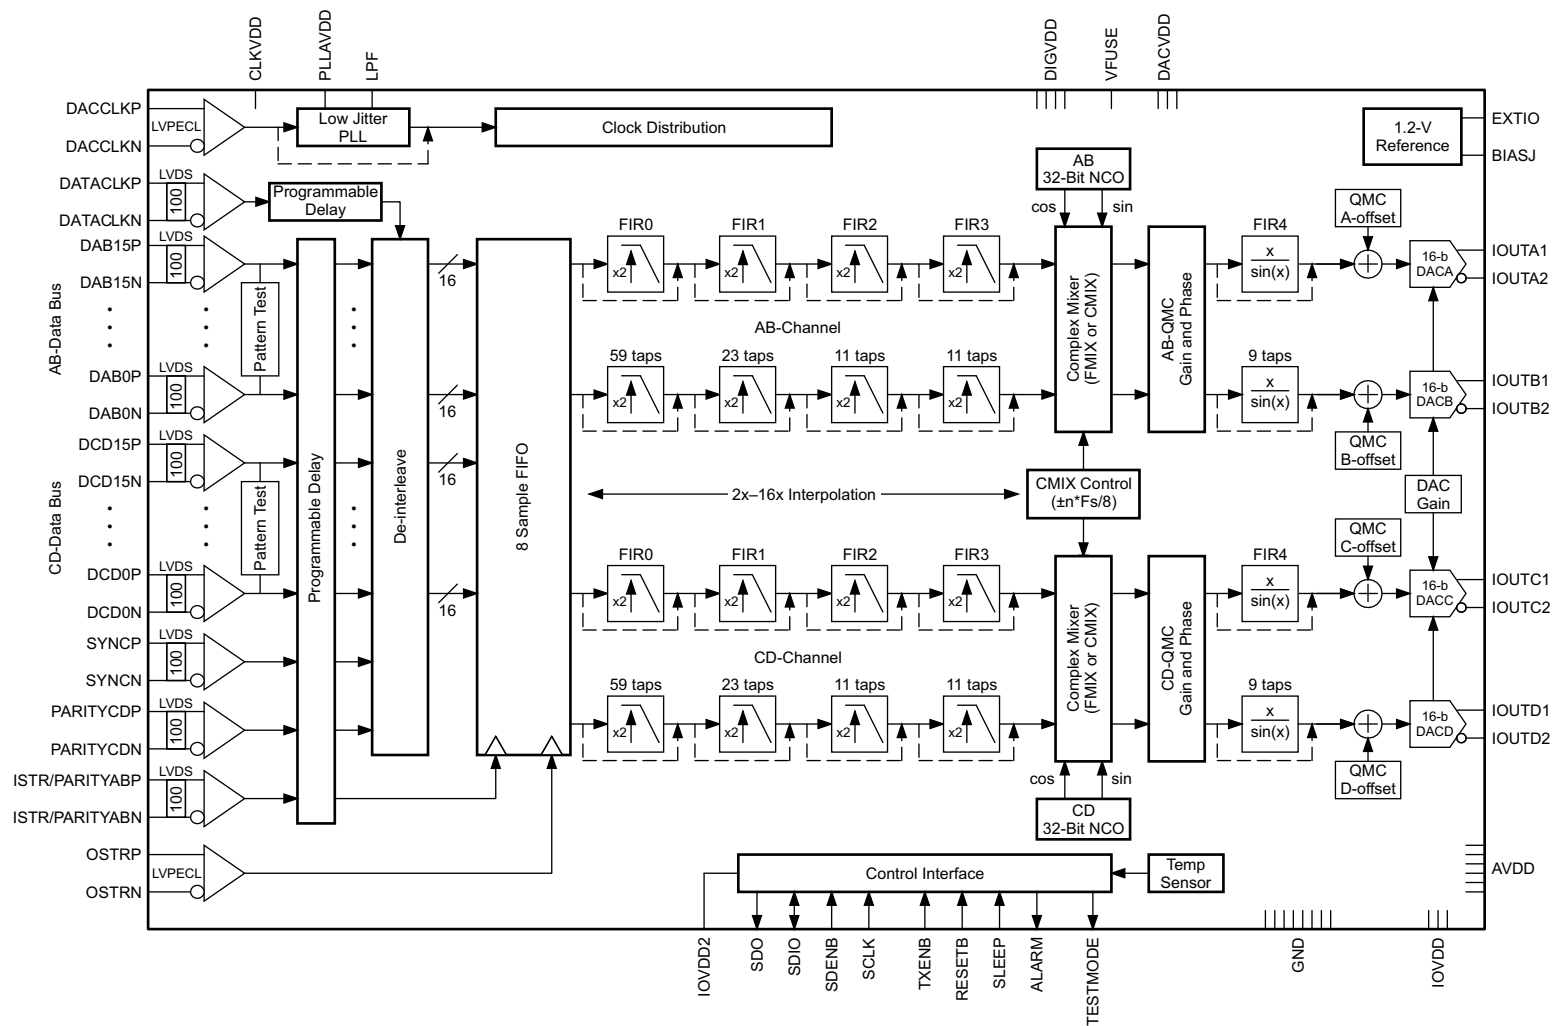 CLKVDD
PLLAVDD
LPF
DIGVDD
VFUSE
DACVDD
DACCLKP
LVPECL
DACCLKN
Low Jitter
PLL
Clock Distribution
AB
32-Bit NCO
cos
sin
1.2-V
Reference
EXTIO
BIASJ
DATACLKP
LVDS
100
DATACLKN
Programmable
Delay
QMC
A-offset
AB-Data Bus
DAB15P
LVDS
100
DAB15N
Pattern Test
DAB0P
LVDS
100
DAB0N
CD-Data Bus
DCD15P
LVDS
100
DCD15N
Pattern Test
DCD0P
LVDS
100
DCD0N
SYNCP
LVDS
100
SYNCN
PARITYCDP
LVDS
100
PARITYCDN
ISTR/PARITYABP
LVDS
100
ISTR/PARITYABN
OSTRP
LVPECL
OSTRN
Programmable Delay
De-interleave
16
16
16
16
8 Sample FIFO
FIR0
FIR1
FIR2
FIR3
x2
x2
x2
x2
AB-Channel
59 taps
23 taps
11 taps
11 taps
x2
x2
x2
x2
2x–16x Interpolation
FIR0
FIR1
FIR2
FIR3
x2
x2
x2
x2
CD-Channel
59 taps
23 taps
11 taps
11 taps
x2
x2
x2
x2
Complex Mixer
(FMIX or CMIX)
AB-QMC
Gain and Phase
CMIX Control
(±n*Fs/8)
Complex Mixer
(FMIX or CMIX)
CD-QMC
Gain and Phase
cos
sin
CD
32-Bit NCO
FIR4
x
sin(x)
9 taps
x
sin(x)
FIR4
x
sin(x)
9 taps
x
sin(x)
16-b
DACA
IOUTA1
IOUTA2
16-b
DACB
IOUTB1
IOUTB2
QMC
B-offset
DAC
Gain
QMC
C-offset
16-b
DACC
IOUTC1
IOUTC2
16-b
DACD
IOUTD1
IOUTD2
QMC
D-offset
Control Interface
Temp
Sensor
AVDD
IOVDD2
SDO
SDIO
SDENB
SCLK
TXENB
RESETB
SLEEP
ALARM
TESTMODE
GND
IOVDD